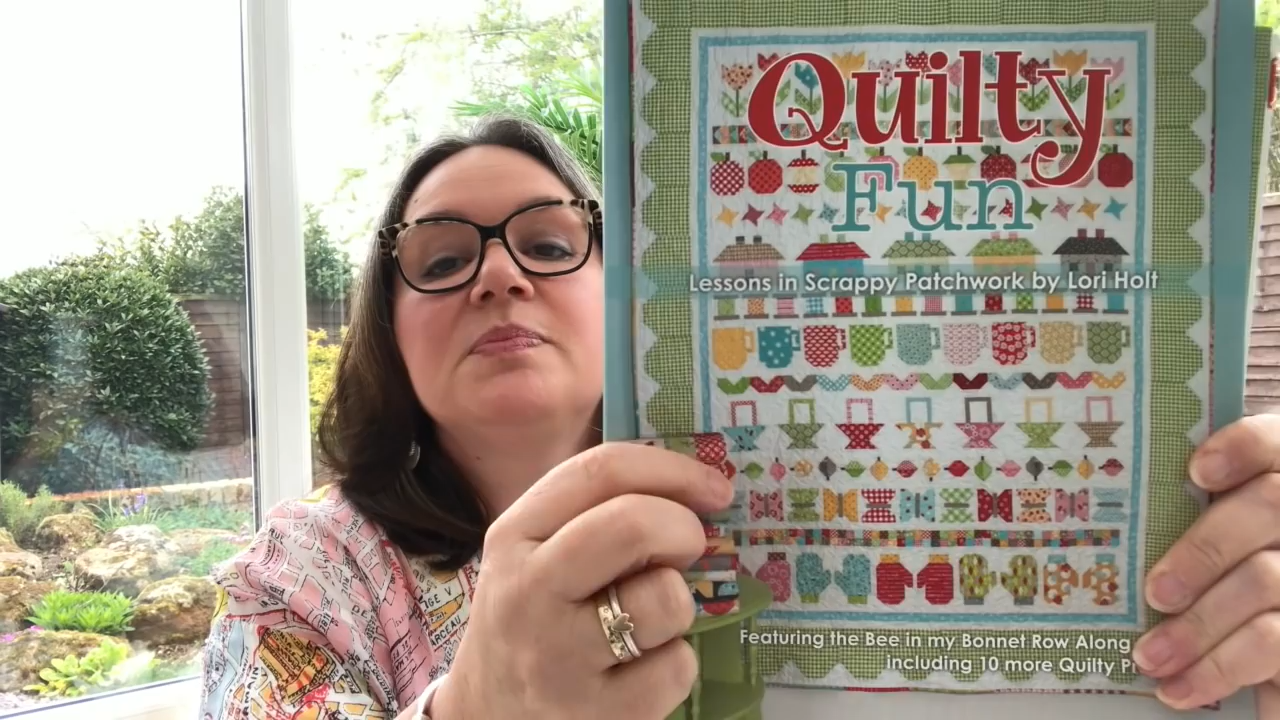 Quilty
Fun
Lessons in Scrappy Patchwork by Lori Holt
Featuring the Bee in my Bonnet Row Along
including 10 more Quilty